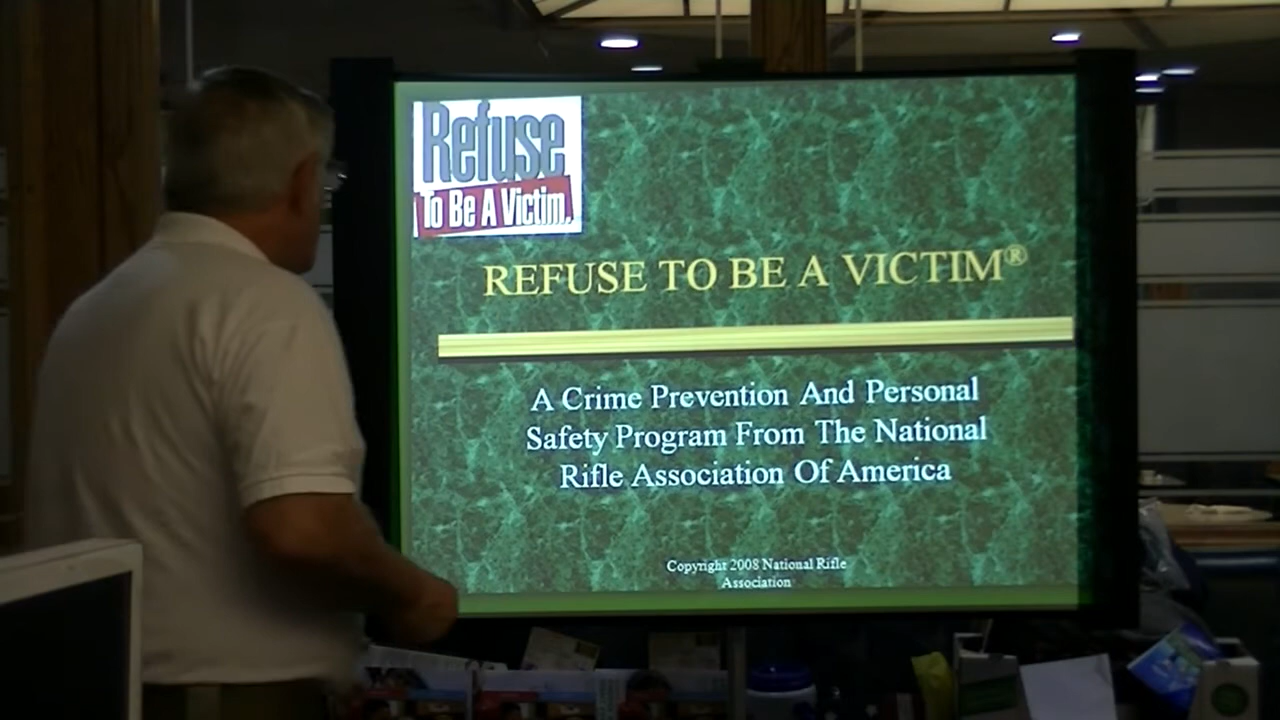 Refuse
To Be A Victim.
REFUSE TO BE A VICTIM®
A Crime Prevention And Personal
Safety Program From The National
Rifle Association Of America
Copyright 2008 National Rifle
Association